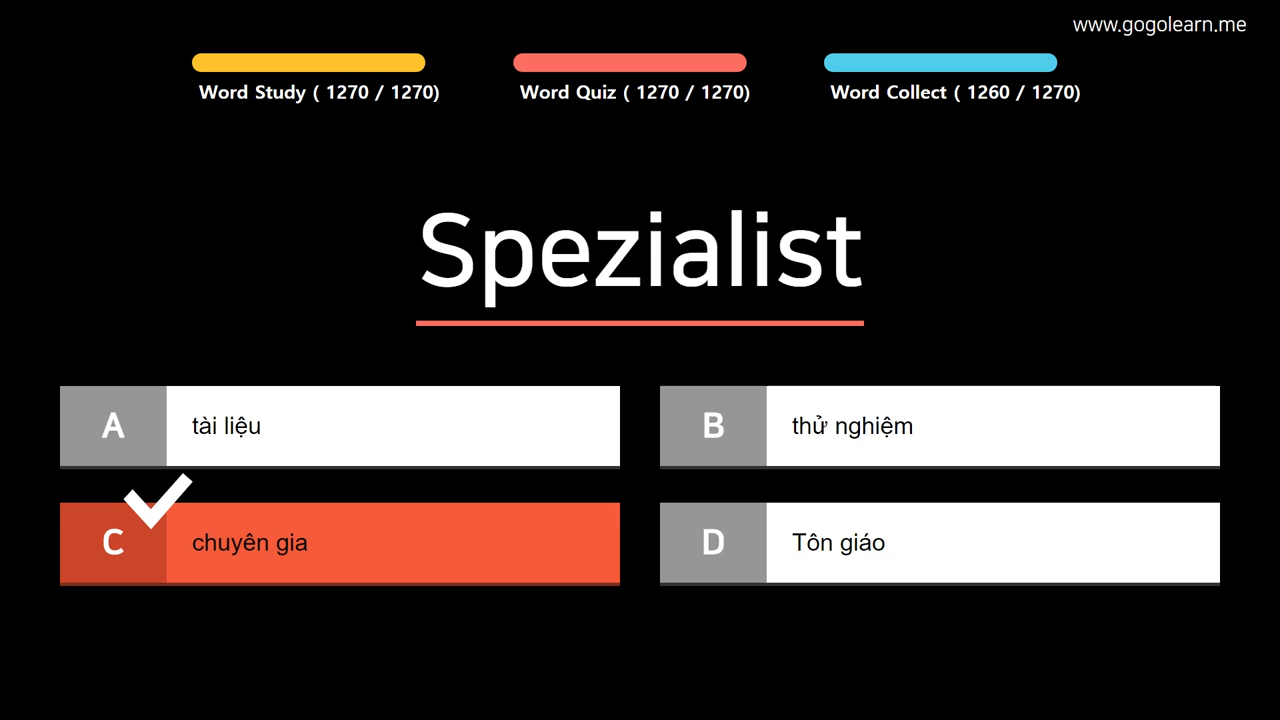 www.gogolearn.me
Word Study ( 1270 / 1270)
Word Quiz ( 1270 / 1270)
Word Collect ( 1260 / 1270)
Spezialist
A tài liệu
B thử nghiệm
C chuyên gia
D Tôn giáo